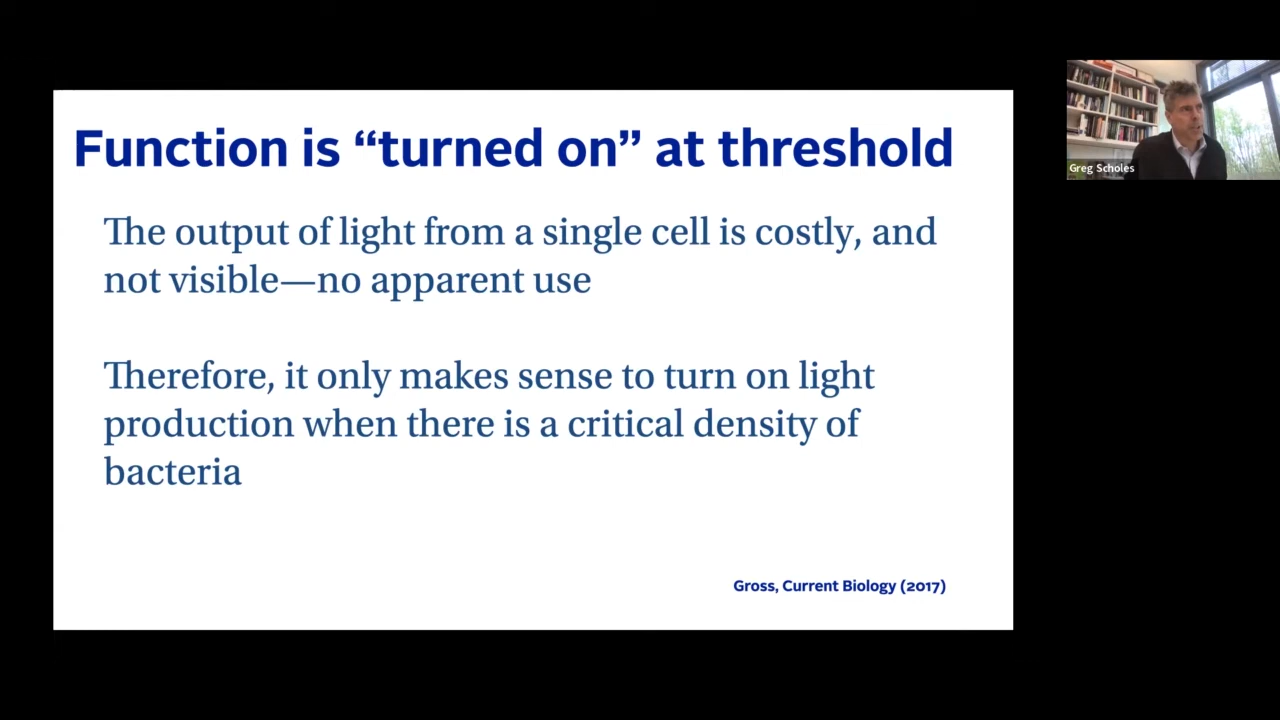 Function is “turned on” at threshold
The output of light from a single cell is costly, and
not visible—no apparent use
Therefore, it only makes sense to turn on light
production when there is a critical density of
bacteria
Gross, Current Biology (2017)
Greg Scholes